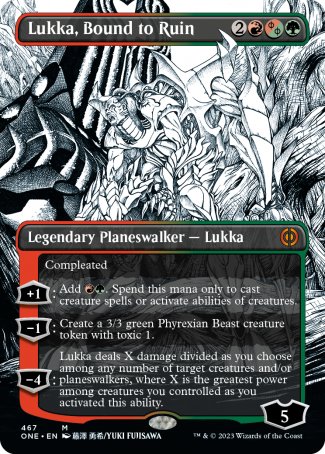 Lukka, Bound to Ruin 2
Legendary Planeswalker — Lukka
Compleated
+1 : Add . Spend this mana only to cast
creature spells or activate abilities of creatures.
-1 : Create a 3/3 green Phyrexian Beast creature
token with toxic 1.
Lukka deals X damage divided as you choose
among any number of target creatures and/or
-4 : planeswalkers, where X is the greatest power
among creatures you controlled as you
activated this ability.
5
467 M
ONE • EN 藤澤 勇希/YUKI FUJISAWA ™ & © 2023 Wizards of the Coast